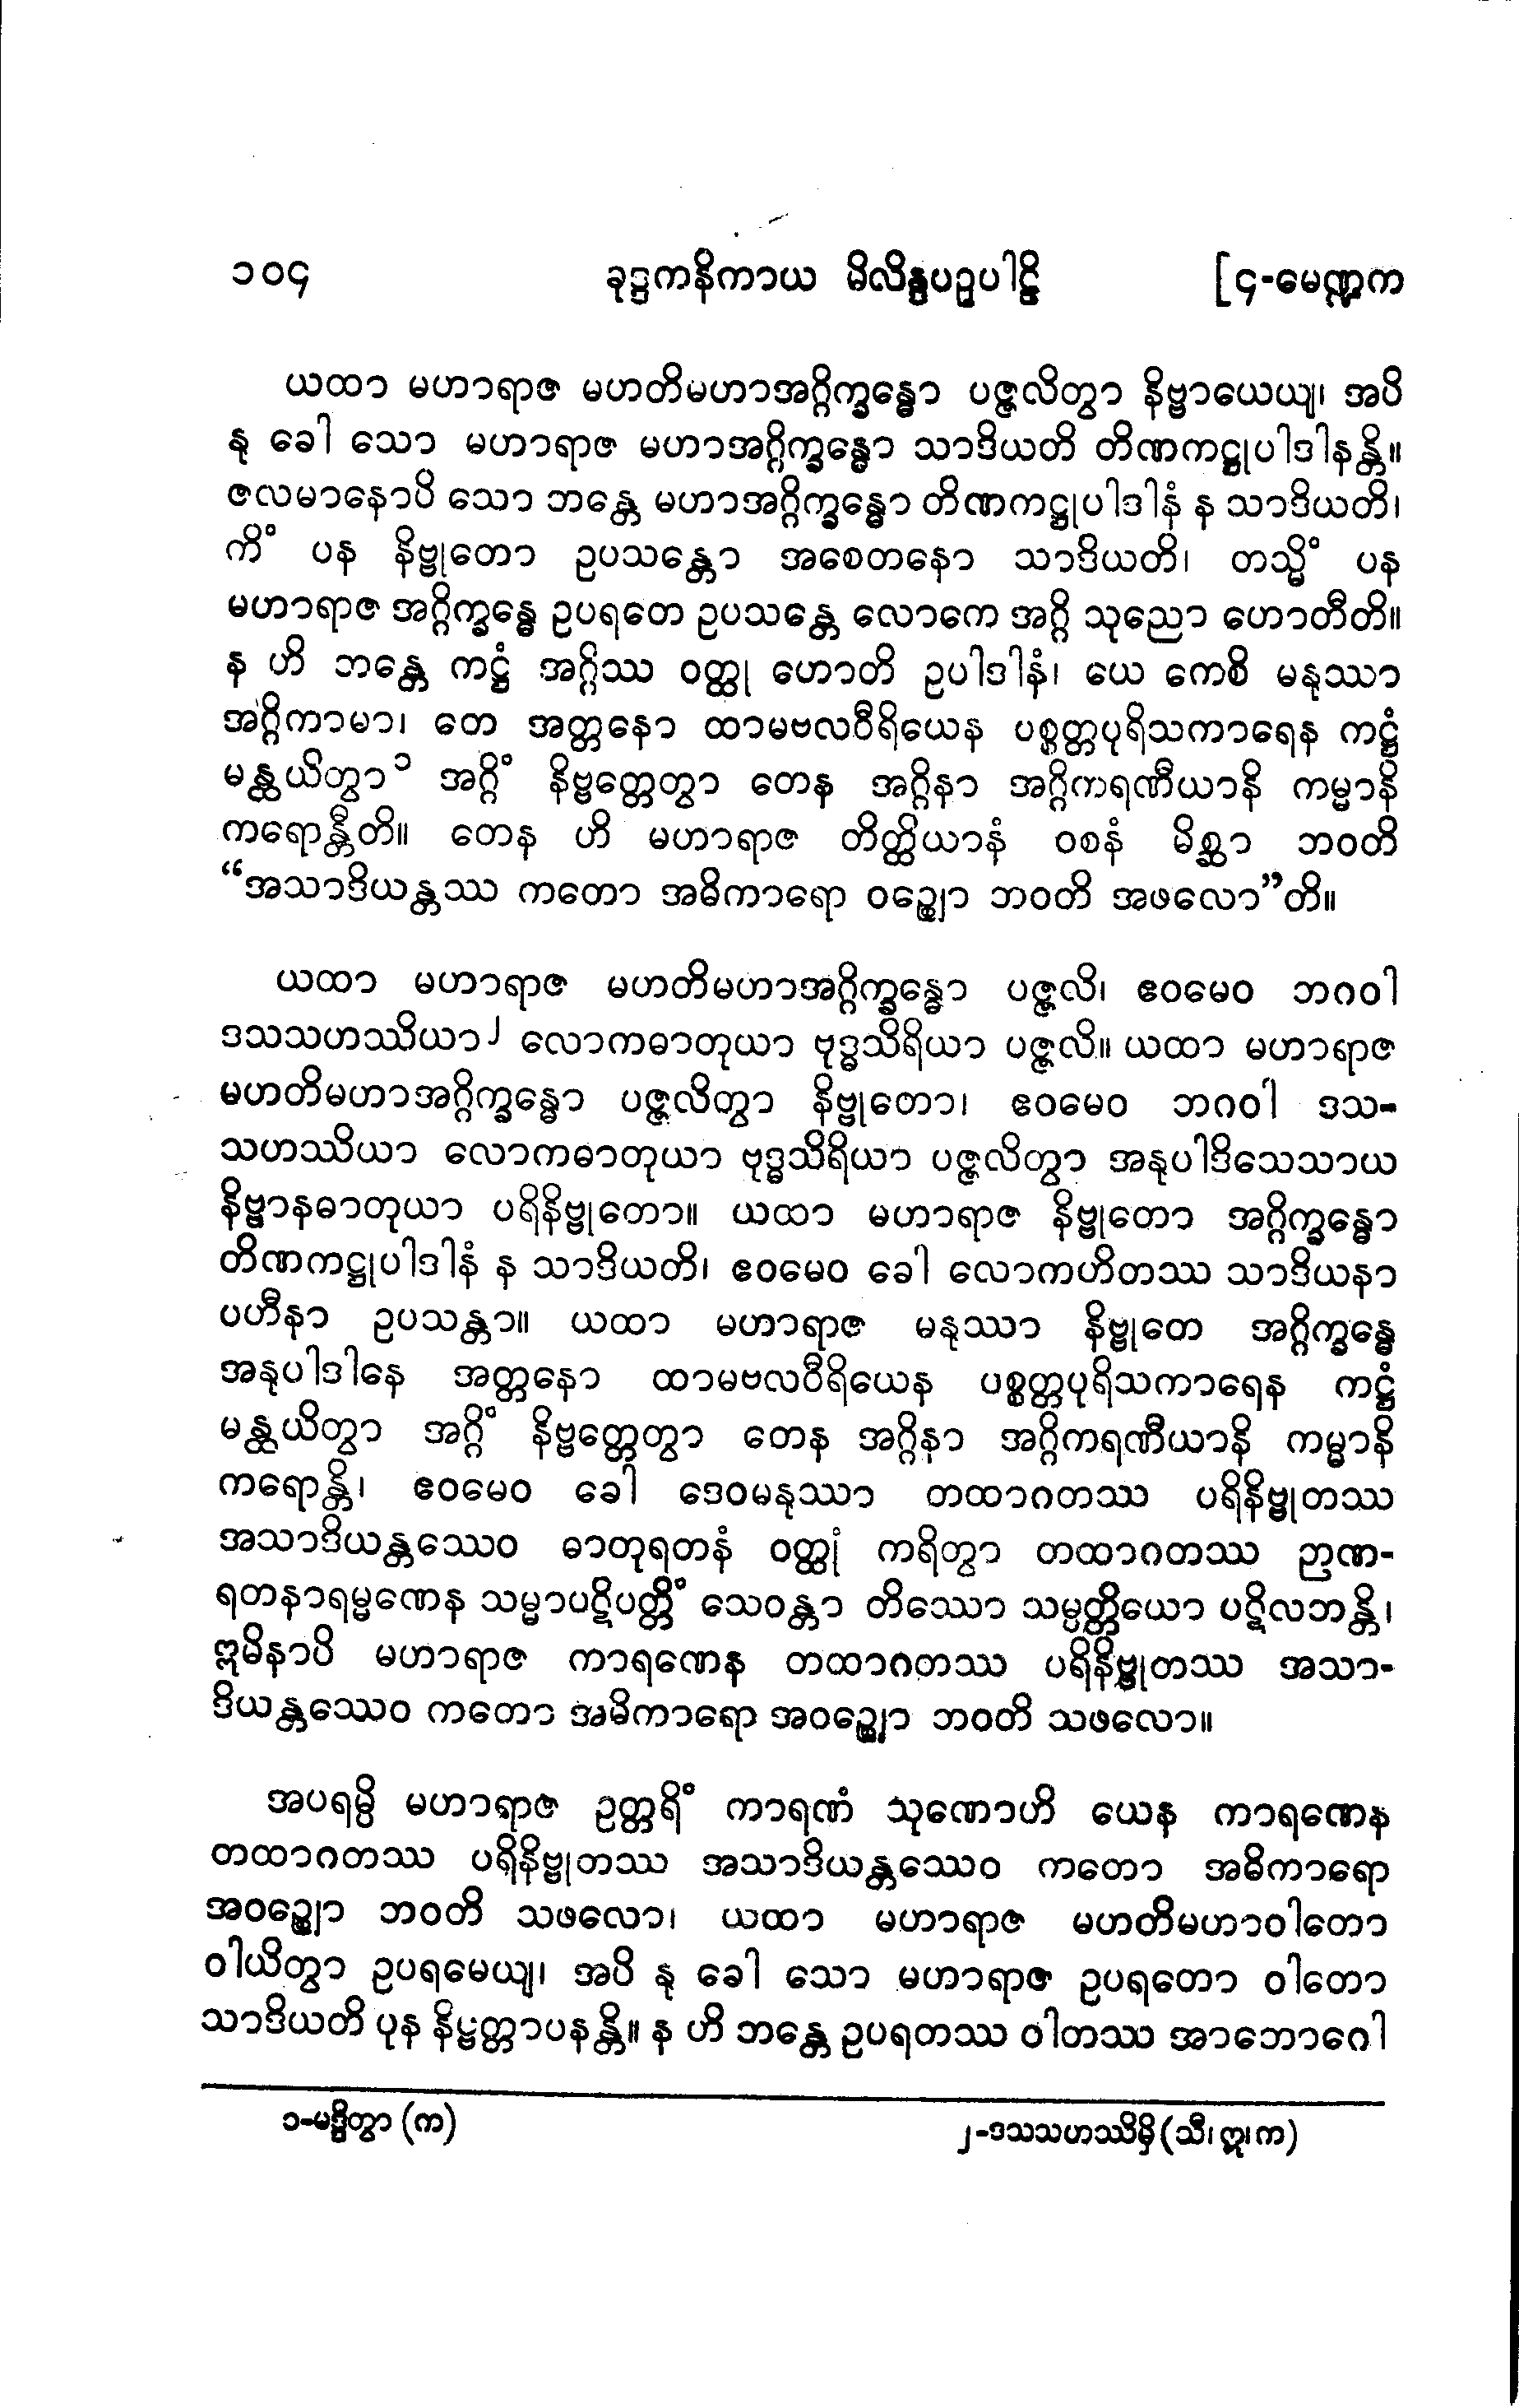 ၁၀၄ ခုဒ္ဒကနိကာယ မိလိန္ဒပဉှပါဠိ [၄-မေဏ္ဍက
ယထာ မဟာရာဇ မဟတိမဟာအဂ္ဂိက္ခန္ဓော ပဇ္ဇလိတွာ နိဗ္ဗာယေယျ၊ အပိ
နု ခေါ သော မဟာရာဇ မဟာအဂ္ဂိက္ခန္ဓော သာဒိယတိ တိဏကဋ္ဌုပါဒါနန္တိ။
ဇလမာနောပိ သော ဘန္တေ မဟာအဂ္ဂိက္ခန္ဓော တိဏကဋ္ဌုပါဒါနံ န သာဒိယတိ၊
ကိံ ပန နိဗ္ဗုတော ဥပသန္တော အစေတနော သာဒိယတိ၊ တသ္မိံ ပန
မဟာရာဇ အဂ္ဂိက္ခန္ဓေ ဥပရတေ ဥပသန္တေ လောကေ အဂ္ဂိ သုညော ဟောတီတိ။
န ဟိ ဘန္တေ ကဋ္ဌံ အဂ္ဂိဿ ဝတ္ထု ဟောတိ ဥပါဒါနံ၊ ယေ ကေစိ မနုဿာ
အဂ္ဂိကာမာ၊ တေ အတ္တနော ထာမဗလဝီရိယေန ပစ္စတ္တပုရိသကာရေန ကဋ္ဌံ
မန္ထယိတွာ ၁ အဂ္ဂိံ နိဗ္ဗတ္တေတွာ တေန အဂ္ဂိနာ အဂ္ဂိကရဏီယာနိ ကမ္မာနိ
ကရောန္တီတိ။ တေန ဟိ မဟာရာဇ တိတ္ထိယာနံ ဝစနံ မိစ္ဆာ ဘဝတိ
“အသာဒိယန္တဿ ကတော အဓိကာရော ဝဉ္ဈော ဘဝတိ အဖလော”တိ။
ယထာ မဟာရာဇ မဟတိမဟာအဂ္ဂိက္ခန္ဓော ပဇ္ဇလိ၊ ဧဝမေဝ ဘဂဝါ
ဒသသဟဿိယာ ၂ လောကဓာတုယာ ဗုဒ္ဓသိရိယာ ပဇ္ဇလိ။ ယထာ မဟာရာဇ
မဟတိမဟာအဂ္ဂိက္ခန္ဓော ပဇ္ဇလိတွာ နိဗ္ဗုတော၊ ဧဝမေဝ ဘဂဝါ ဒသ-
သဟဿိယာ လောကဓာတုယာ ဗုဒ္ဓသိရိယာ ပဇ္ဇလိတွာ အနုပါဒိသေသာယ
နိဗ္ဗာနဓာတုယာ ပရိနိဗ္ဗုတော။ ယထာ မဟာရာဇ နိဗ္ဗုတော အဂ္ဂိက္ခန္ဓော
တိဏကဋ္ဌုပါဒါနံ န သာဒိယတိ၊ ဧဝမေဝ ခေါ လောကဟိတဿ သာဒိယနာ
ပဟီနာ ဥပသန္တာ။ ယထာ မဟာရာဇ မနုဿာ နိဗ္ဗုတေ အဂ္ဂိက္ခန္ဓေ
အနုပါဒါနေ အတ္တနော ထာမဗလဝီရိယေန ပစ္စတ္တပုရိသကာရေန ကဋ္ဌံ
မန္ထယိတွာ အဂ္ဂိံ နိဗ္ဗတ္တေတွာ တေန အဂ္ဂိနာ အဂ္ဂိကရဏီယာနိ ကမ္မာနိ
ကရောန္တိ၊ ဧဝမေဝ ခေါ ဒေဝမနုဿာ တထာဂတဿ ပရိနိဗ္ဗုတဿ
အသာဒိယန္တဿေဝ ဓာတုရတနံ ဝတ္ထုံ ကရိတွာ တထာဂတဿ ဉာဏ-
ရတနာရမ္မဏေန သမ္မာပဋိပတ္တိံ သေဝန္တာ တိဿော သမ္ပတ္တိယော ပဋိလဘန္တိ၊
ဣမိနာပိ မဟာရာဇ ကာရဏေန တထာဂတဿ ပရိနိဗ္ဗုတဿ အသာ-
ဒိယန္တဿေဝ ကတော အဓိကာရော အဝဉ္ဈော ဘဝတိ သဖလော။
အပရမ္ပိ မဟာရာဇ ဥတ္တရိံ ကာရဏံ သုဏောဟိ ယေန ကာရဏေန
တထာဂတဿ ပရိနိဗ္ဗုတဿ အသာဒိယန္တဿေဝ ကတော အဓိကာရော
အဝဉ္ဈော ဘဝတိ သဖလော၊ ယထာ မဟာရာဇ မဟတိမဟာဝါတော
ဝါယိတွာ ဥပရမေယျ၊ အပိ နု ခေါ သော မဟာရာဇ ဥပရတော ဝါတော
သာဒိယတိ ပုန နိဗ္ဗတ္တာပနန္တိ။ န ဟိ ဘန္တေ ဥပရတဿ ဝါတဿ အာဘောဂေါ
၁-မဒ္ဒိတွာ (က) ၂-ဒသသဟဿိမှိ (သီ၊ ဣ၊ က)